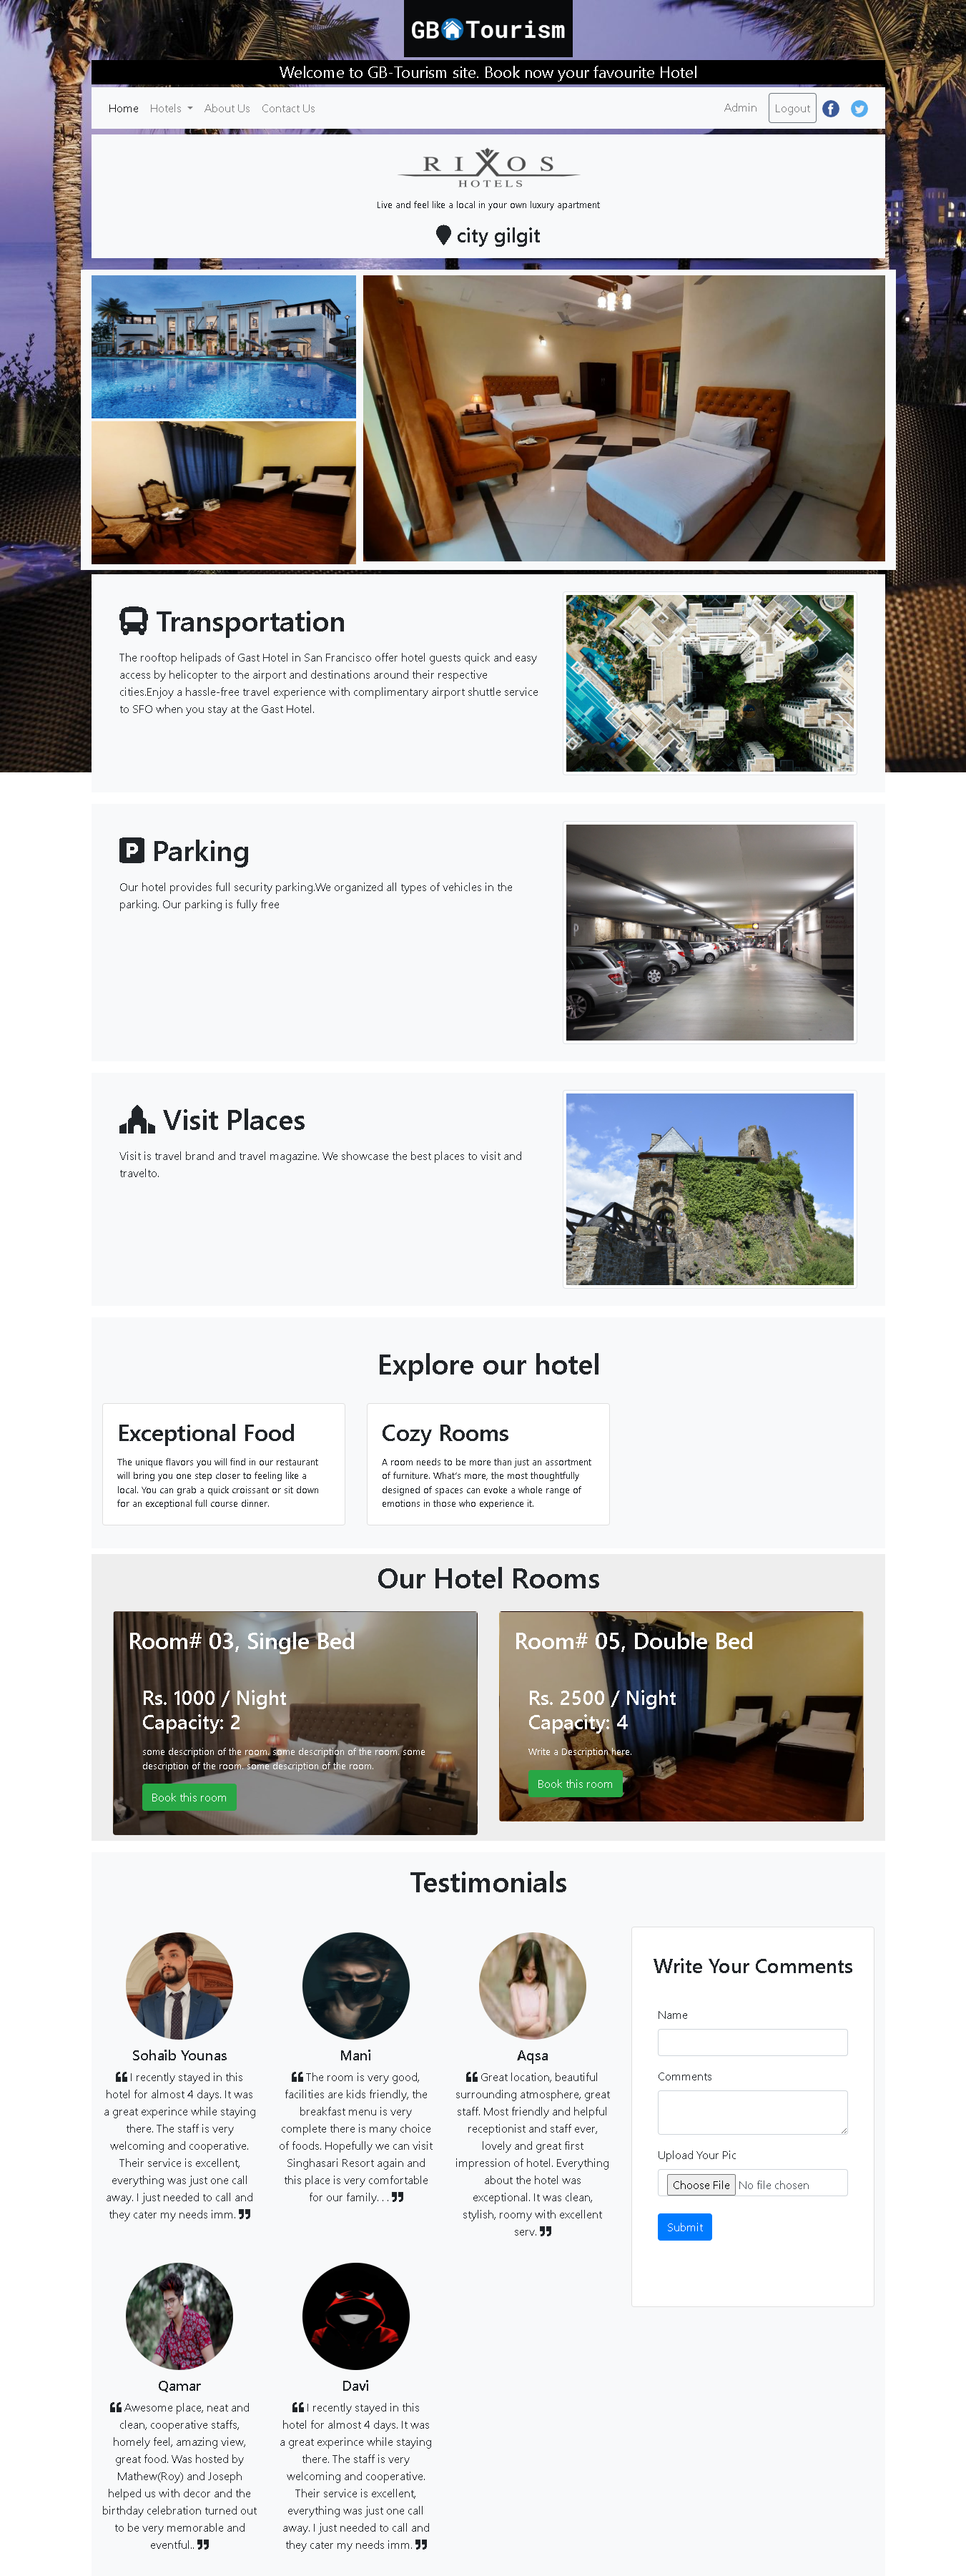 GB Tourism
Welcome to GB-Tourism site. Book now your favourite Hotel
Home Hotels About Us Contact Us Admin Logout
RIXOS
HOTELS
Live and feel like a local in your own luxury apartment
city gilgit
Transportation
The rooftop helipads of Gast Hotel in San Francisco offer hotel guests quick and easy
access by helicopter to the airport and destinations around their respective
cities.Enjoy a hassle-free travel experience with complimentary airport shuttle service
to SFO when you stay at the Gast Hotel.
Parking
Our hotel provides full security parking.We organized all types of vehicles in the
parking. Our parking is fully free
Visit Places
Visit is travel brand and travel magazine. We showcase the best places to visit and
travelto.
Explore our hotel
Exceptional Food
The unique flavors you will find in our restaurant
will bring you one step closer to feeling like a
local. You can grab a quick croissant or sit down
for an exceptional full course dinner.
Cozy Rooms
A room needs to be more than just an assortment
of furniture. What's more, the most thoughtfully
designed of spaces can evoke a whole range of
emotions in those who experience it.
Our Hotel Rooms
Room# 03, Single Bed
Rs. 1000 / Night
Capacity: 2
some description of the room. some description of the room. some
description of the room. some description of the room.
Book this room
Room# 05, Double Bed
Rs. 2500 / Night
Capacity: 4
Write a Description here.
Book this room
Testimonials
Sohaib Younas
❝ I recently stayed in this
hotel for almost 4 days. It was
a great experince while staying
there. The staff is very
welcoming and cooperative.
Their service is excellent,
everything was just one call
away. I just needed to call and
they cater my needs imm. ❞
Mani
❝ The room is very good,
facilities are kids friendly, the
breakfast menu is very
complete there is many choice
of foods. Hopefully we can visit
Singhasari Resort again and
this place is very comfortable
for our family. . . ❞
Aqsa
❝ Great location, beautiful
surrounding atmosphere, great
staff. Most friendly and helpful
receptionist and staff ever,
lovely and great first
impression of hotel. Everything
about the hotel was
exceptional. It was clean,
stylish, roomy with excellent
serv. ❞
Write Your Comments
Name
Comments
Upload Your Pic
Choose File No file chosen
Submit
Qamar
❝ Awesome place, neat and
clean, cooperative staffs,
homely feel, amazing view,
great food. Was hosted by
Mathew(Roy) and Joseph
helped us with decor and the
birthday celebration turned out
to be very memorable and
eventful.. ❞
Davi
❝ I recently stayed in this
hotel for almost 4 days. It was
a great experince while staying
there. The staff is very
welcoming and cooperative.
Their service is excellent,
everything was just one call
away. I just needed to call and
they cater my needs imm. ❞